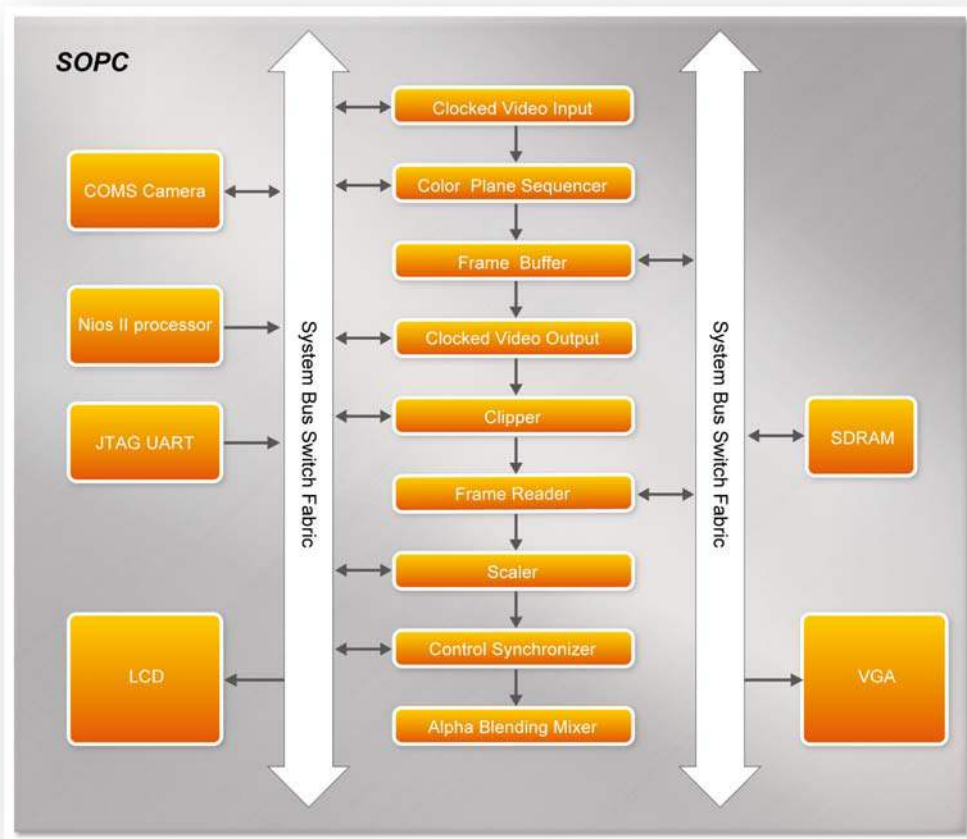 SOPC
COMS Camera
Nios II processor
JTAG UART
LCD
System Bus Switch Fabric
Clocked Video Input
Color Plane Sequencer
Frame Buffer
Clocked Video Output
Clipper
Frame Reader
Scaler
Control Synchronizer
Alpha Blending Mixer
System Bus Switch Fabric
SDRAM
VGA